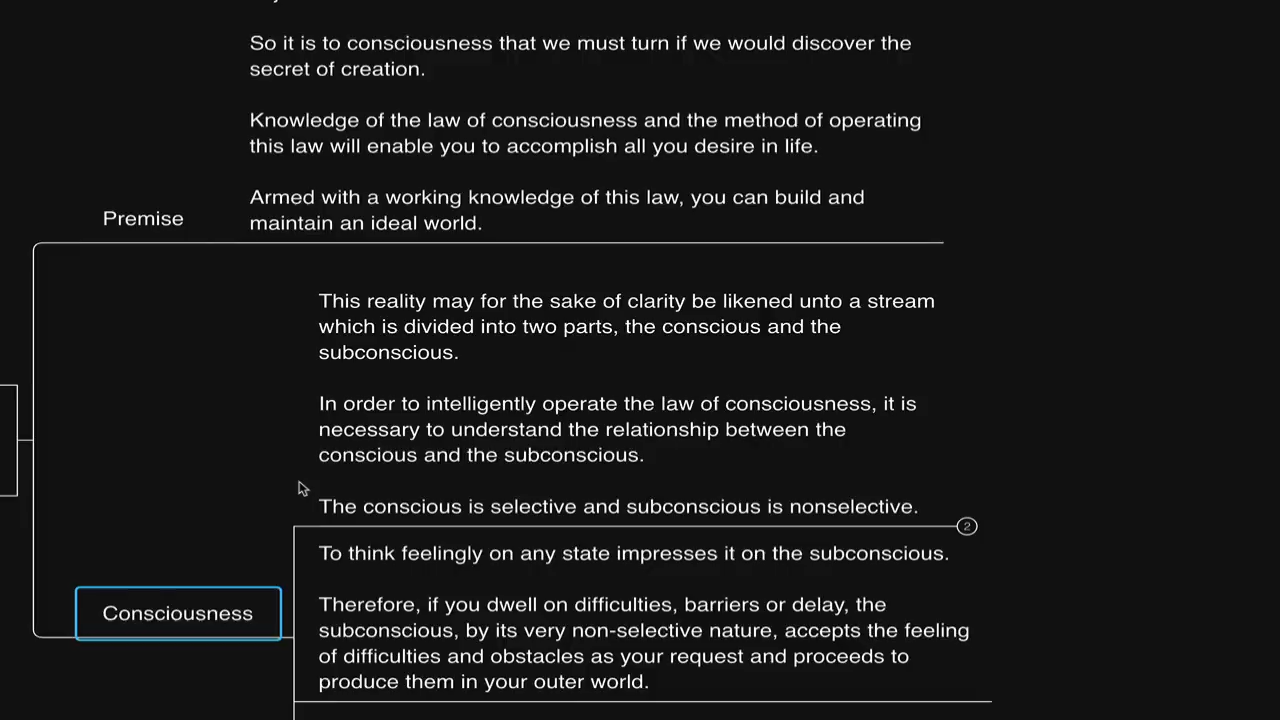 So it is to consciousness that we must turn if we would discover the
secret of creation.
Knowledge of the law of consciousness and the method of operating
this law will enable you to accomplish all you desire in life.
Armed with a working knowledge of this law, you can build and
maintain an ideal world.
Premise
This reality may for the sake of clarity be likened unto a stream
which is divided into two parts, the conscious and the
subconscious.
In order to intelligently operate the law of consciousness, it is
necessary to understand the relationship between the
conscious and the subconscious.
The conscious is selective and subconscious is nonselective.
2
To think feelingly on any state impresses it on the subconscious.
Therefore, if you dwell on difficulties, barriers or delay, the
subconscious, by its very non-selective nature, accepts the feeling
of difficulties and obstacles as your request and proceeds to
produce them in your outer world.
Consciousness